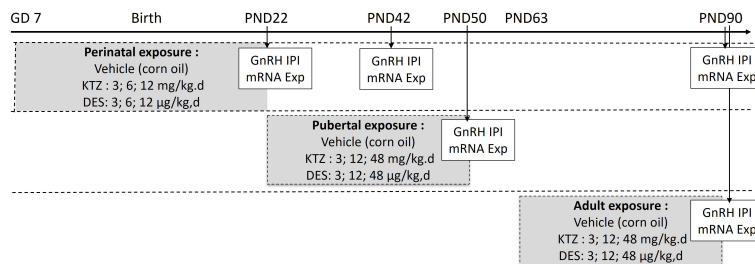 GD 7 Birth PND22 PND42 PND50 PND63 PND90
Perinatal exposure :
Vehicle (corn oil)
KTZ : 3; 6; 12 mg/kg.d
DES: 3; 6; 12 µg/kg,d
GnRH IPI
mRNA Exp
GnRH IPI
mRNA Exp
GnRH IPI
mRNA Exp
Pubertal exposure :
Vehicle (corn oil)
KTZ : 3; 12; 48 mg/kg.d
DES: 3; 12; 48 µg/kg,d
GnRH IPI
mRNA Exp
Adult exposure :
Vehicle (corn oil)
KTZ : 3; 12; 48 mg/kg.d
DES: 3; 12; 48 µg/kg,d
GnRH IPI
mRNA Exp